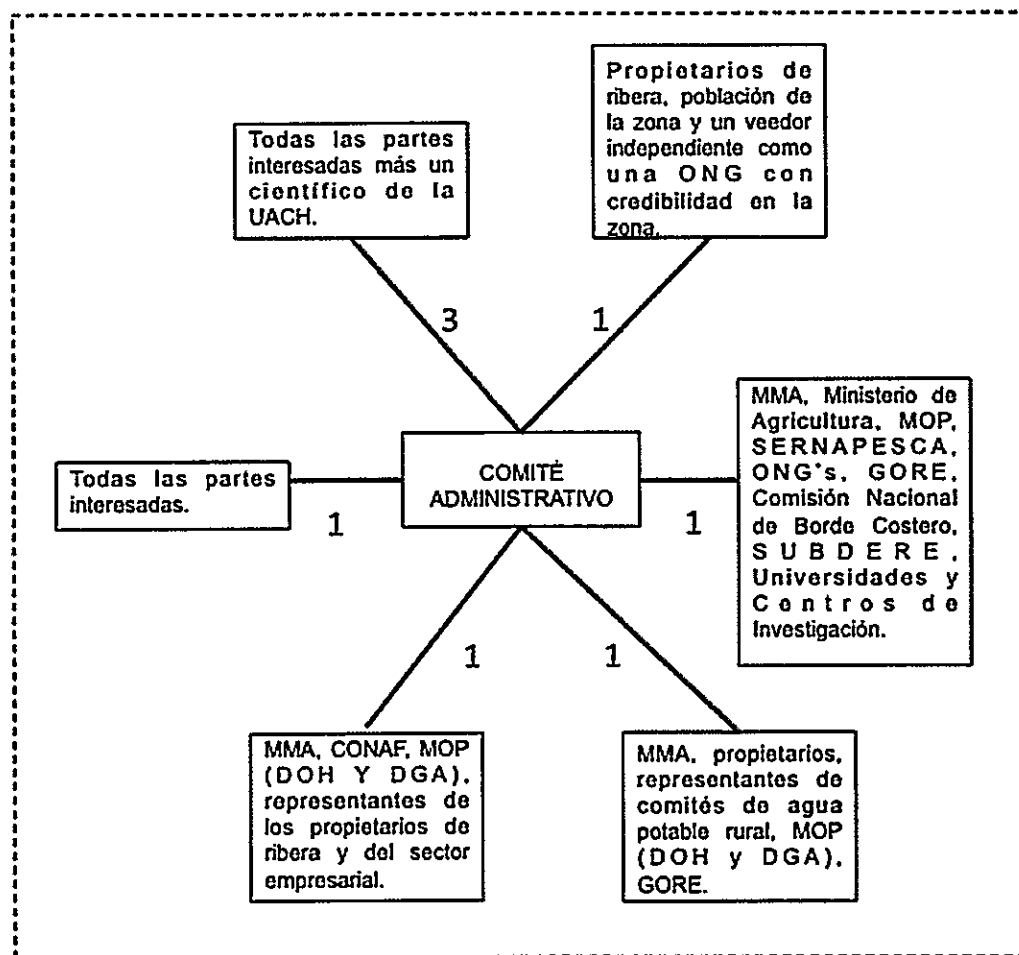 Propietarios de
ribera, población de
la zona y un veedor
independiente como
una ONG con
credibilidad en la
zona.
Todas las partes
interesadas más un
científico de la
UACH.
3
1
MMA, Ministerio de
Agricultura, MOP,
SERNAPESCA,
ONG's, GORE,
Comisión Nacional
de Borde Costero,
SUBDERE,
Universidades y
Centros de
Investigación.
COMITÉ
ADMINISTRATIVO
Todas las partes
interesadas.
1
1
1
1
MMA, CONAF, MOP
(DOH Y DGA),
representantes de
los propietarios de
ribera y del sector
empresarial.
MMA, propietarios,
representantes de
comités de agua
potable rural, MOP
(DOH y DGA),
GORE.